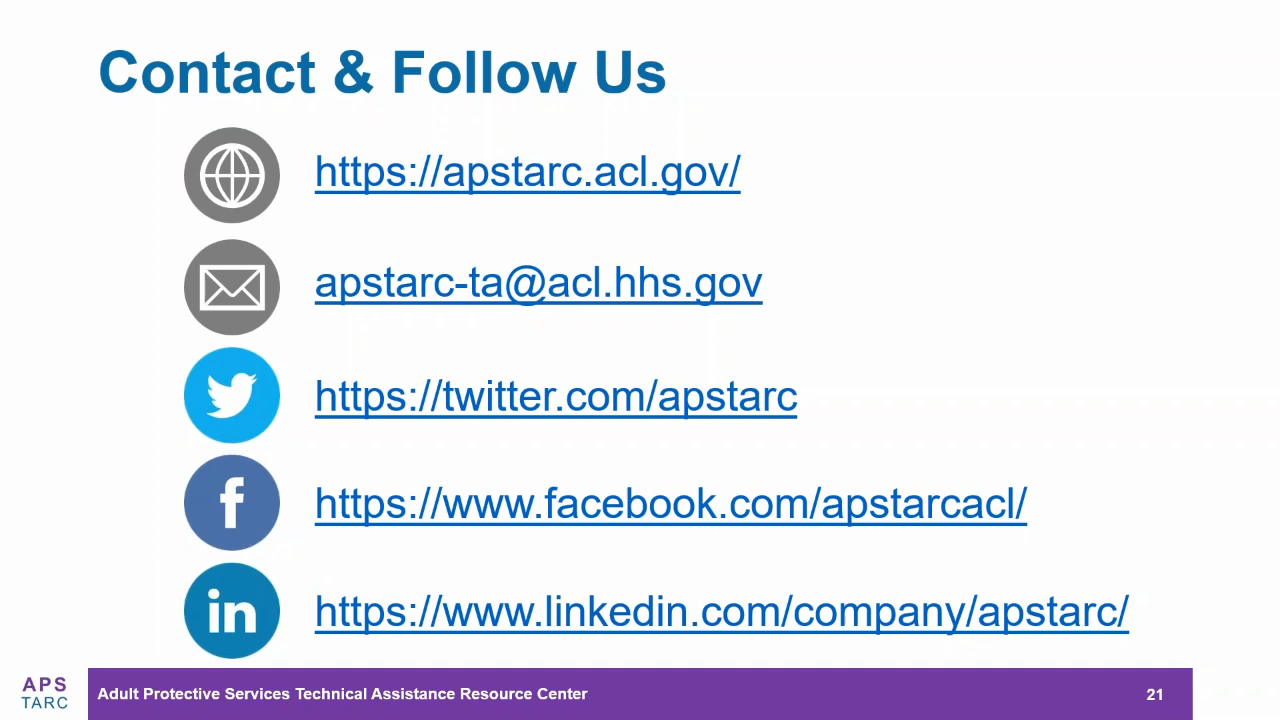 Contact & Follow Us
https://apstarc.acl.gov/
apstarc-ta@acl.hhs.gov
https://twitter.com/apstarc
f
https://www.facebook.com/apstarcacl/
in
https://www.linkedin.com/company/apstarc/
APS
TARC
Adult Protective Services Technical Assistance Resource Center
21